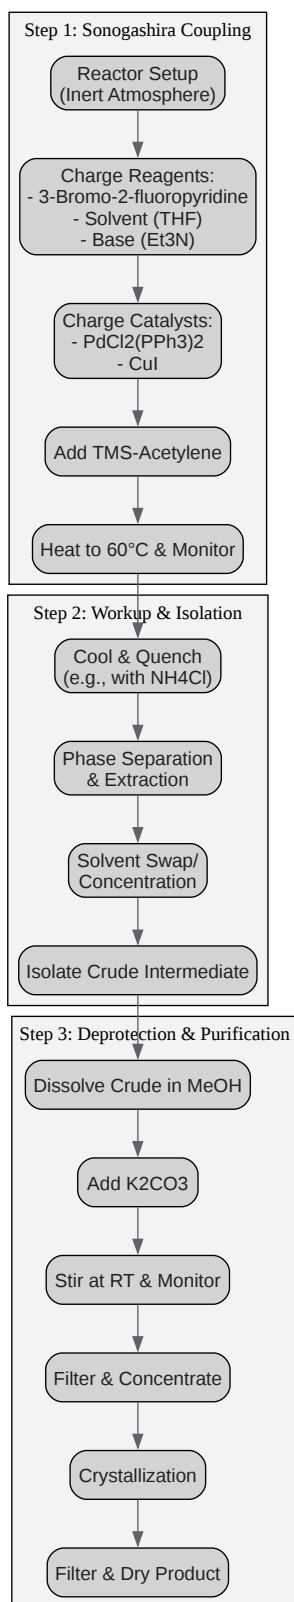 Step 1: Sonogashira Coupling
Reactor Setup
(Inert Atmosphere)
Charge Reagents:
- 3-Bromo-2-fluoropyridine
- Solvent (THF)
- Base (Et3N)
Charge Catalysts:
- PdCl2(PPh3)2
- CuI
Add TMS-Acetylene
Heat to 60°C & Monitor
Step 2: Workup & Isolation
Cool & Quench
(e.g., with NH4Cl)
Phase Separation
& Extraction
Solvent Swap/
Concentration
Isolate Crude Intermediate
Step 3: Deprotection & Purification
Dissolve Crude in MeOH
Add K2CO3
Stir at RT & Monitor
Filter & Concentrate
Crystallization
Filter & Dry Product